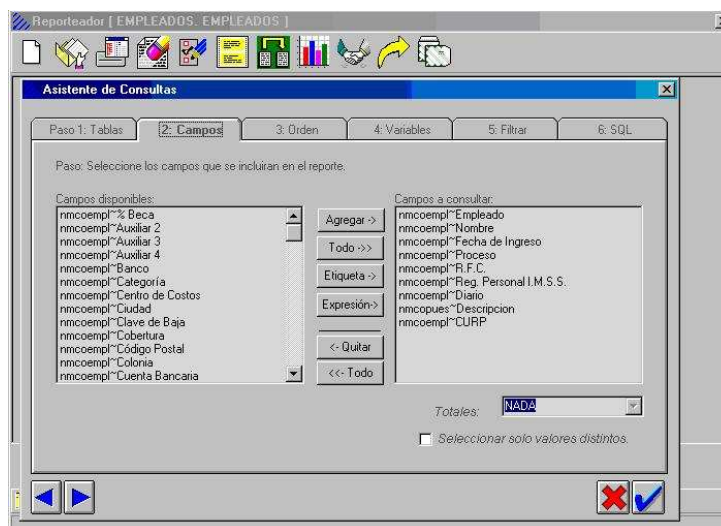 Reporteador [ EMPLEADOS. EMPLEADOS ]
Asistente de Consultas
Paso 1: Tablas
2: Campos
3: Orden
4: Variables
5: Filtrar
6: SQL
Paso: Seleccione los campos que se incluiran en el reporte.
Campos disponibles:
nmcoempl~% Beca
nmcoempl~Auxiliar 2
nmcoempl~Auxiliar 3
nmcoempl~Auxiliar 4
nmcoempl~Banco
nmcoempl~Categoría
nmcoempl~Centro de Costos
nmcoempl~Ciudad
nmcoempl~Clave de Baja
nmcoempl~Cobertura
nmcoempl~Código Postal
nmcoempl~Colonia
nmcoempl~Cuenta Bancaria
Agregar ->
Todo ->>
Etiqueta ->
Expresión->
<- Quitar
<<- Todo
Campos a consultar:
nmcoempl~Empleado
nmcoempl~Nombre
nmcoempl~Fecha de Ingreso
nmcoempl~Proceso
nmcoempl~R.F.C.
nmcoempl~Reg. Personal I.M.S.S.
nmcoempl~Diario
nmcopues~Descripcion
nmcoempl~CURP
Totales: NADA
Seleccionar solo valores distintos.